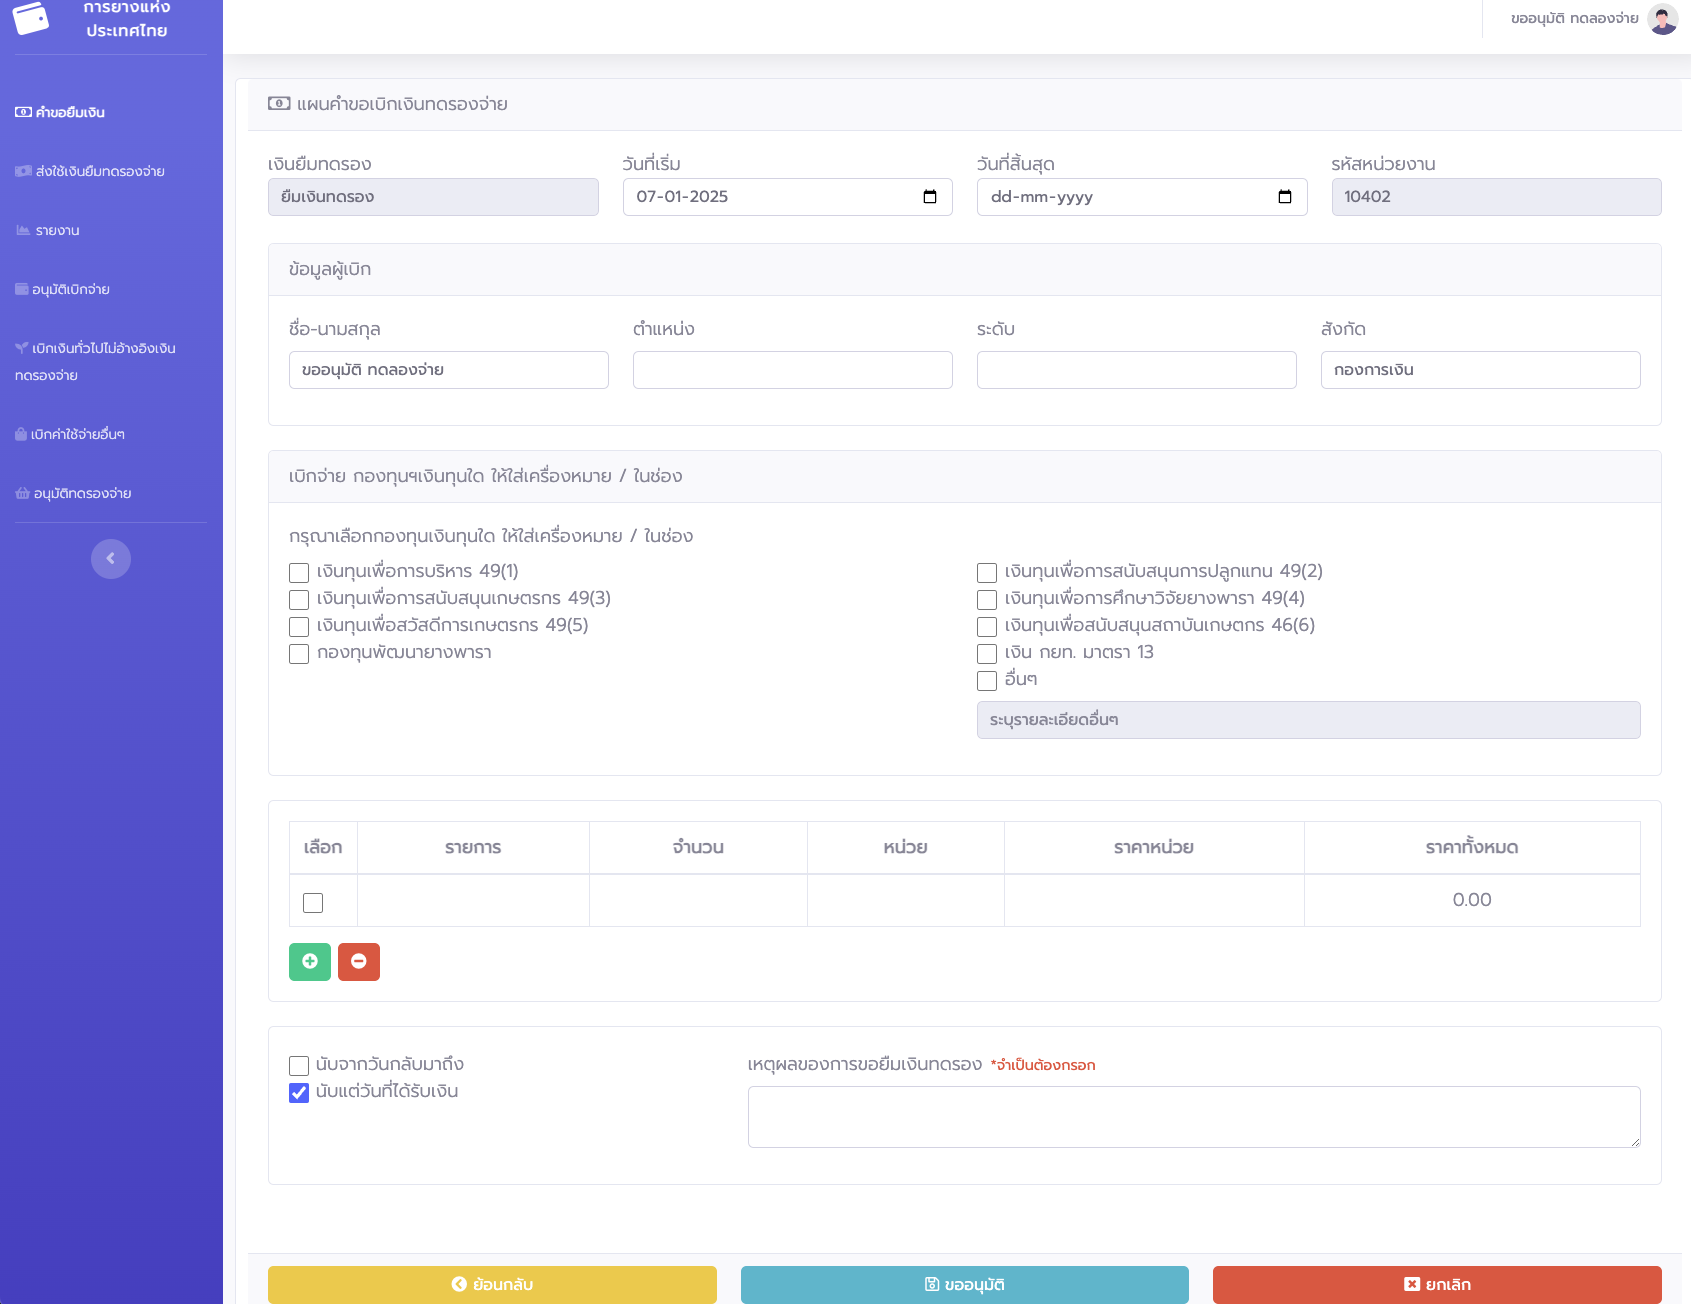 การยางแห่ง
ประเทศไทย
ขออนุมัติ ทดลองจ่าย
คำขอยืมเงิน
ส่งใช้เงินยืมทดรองจ่าย
รายงาน
อนุมัติเบิกจ่าย
เบิกเงินทั่วไปไม่อ้างอิงเงิน
ทดรองจ่าย
เบิกค่าใช้จ่ายอื่นๆ
อนุมัติทดรองจ่าย
แผนคำขอเบิกเงินทดรองจ่าย
เงินยืมทดรอง วันที่เริ่ม วันที่สิ้นสุด รหัสหน่วยงาน
ยืมเงินทดรอง 07-01-2025 dd-mm-yyyy 10402
ข้อมูลผู้เบิก
ชื่อ-นามสกุล ตำแหน่ง ระดับ สังกัด
ขออนุมัติ ทดลองจ่าย กองการเงิน
เบิกจ่าย กองทุนฯเงินทุนใด ให้ใส่เครื่องหมาย / ในช่อง
กรุณาเลือกกองทุนเงินทุนใด ให้ใส่เครื่องหมาย / ในช่อง
เงินทุนเพื่อการบริหาร 49(1)
เงินทุนเพื่อการสนับสนุนเกษตรกร 49(3)
เงินทุนเพื่อสวัสดีการเกษตรกร 49(5)
กองทุนพัฒนายางพารา
เงินทุนเพื่อการสนับสนุนการปลูกแทน 49(2)
เงินทุนเพื่อการศึกษาวิจัยยางพารา 49(4)
เงินทุนเพื่อสนับสนุนสถาบันเกษตกร 46(6)
เงิน กยท. มาตรา 13
อื่นๆ
ระบุรายละเอียดอื่นๆ
เลือก รายการ จำนวน หน่วย ราคาหน่วย ราคาทั้งหมด
0.00
นับจากวันกลับมาถึง
นับแต่วันที่ได้รับเงิน
เหตุผลของการขอยืมเงินทดรอง *จำเป็นต้องกรอก
ย้อนกลับ ขออนุมัติ ยกเลิก